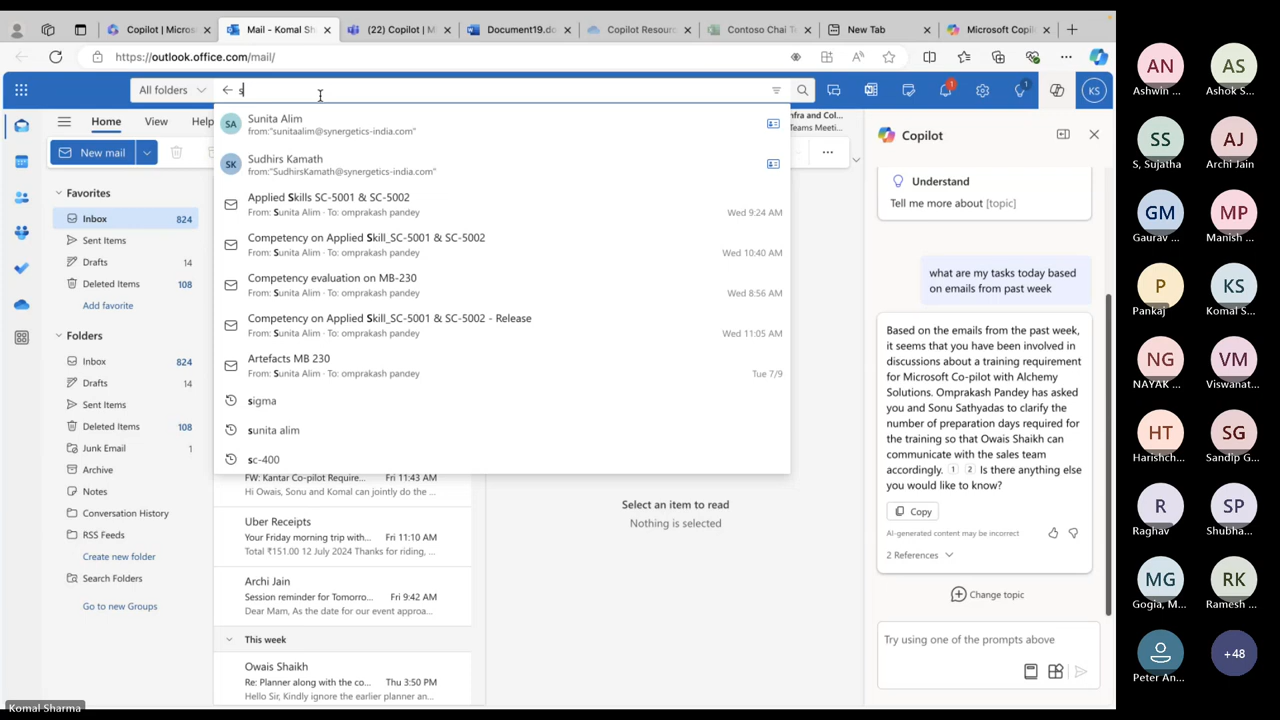 Copilot | Micros
Mail - Komal Sh
(22) Copilot | M
Document19.do
Copilot Resour
Contoso Chai T
New Tab
Microsoft Copi
https://outlook.office.com/mail/
All folders
s
1
1
KS
Home
View
Help
New mail
Favorites
Inbox 824
Sent Items
Drafts 14
Deleted Items 108
Add favorite
Folders
Inbox 824
Drafts 14
Sent Items
Deleted Items 108
Junk Email 1
Archive
Notes
Conversation History
RSS Feeds
Create new folder
Search Folders
Go to new Groups
SA
Sunita Alim
from:"sunitaalim@synergetics-india.com"
SK
Sudhirs Kamath
from:"SudhirsKamath@synergetics-india.com"
Applied Skills SC-5001 & SC-5002
From: Sunita Alim · To: omprakash pandey Wed 9:24 AM
Competency on Applied Skill_SC-5001 & SC-5002
From: Sunita Alim · To: omprakash pandey Wed 10:40 AM
Competency evaluation on MB-230
From: Sunita Alim · To: omprakash pandey Wed 8:56 AM
Competency on Applied Skill_SC-5001 & SC-5002 - Release
From: Sunita Alim · To: omprakash pandey Wed 11:05 AM
Artefacts MB 230
From: Sunita Alim · To: omprakash pandey Tue 7/9
sigma
sunita alim
sc-400
FW: Kantar Co-pilot Require... Fri 11:43 AM
Hi Owais, Sonu and Komal can jointly do the ...
Uber Receipts
Your Friday morning trip with... Fri 11:10 AM
Total ₹151.00 12 July 2024 Thanks for riding, ...
Archi Jain
Session reminder for Tomorro... Fri 9:42 AM
Dear Mam, As the date for our event approa...
This week
Owais Shaikh
Re: Planner along with the co... Thu 3:50 PM
Hello Sir, Kindly ignore the earlier planner an...
nfra and Col...
Teams Meeti...
Select an item to read
Nothing is selected
Copilot
Understand
Tell me more about [topic]
what are my tasks today based
on emails from past week
Based on the emails from the past week,
it seems that you have been involved in
discussions about a training requirement
for Microsoft Co-pilot with Alchemy
Solutions. Omprakash Pandey has asked
you and Sonu Sathyadas to clarify the
number of preparation days required for
the training so that Owais Shaikh can
communicate with the sales team
accordingly. 1 2 Is there anything else
you would like to know?
Copy
AI-generated content may be incorrect
2 References
Change topic
Try using one of the prompts above
AN
Ashwin ...
AS
Ashok S...
SS
S, Sujatha
AJ
Archi Jain
GM
Gaurav ...
MP
Manish ...
P
Pankaj
KS
Komal S...
NG
NAYAK ...
VM
Viswanat...
HT
Harishch...
SG
Sandip G...
R
Raghav
SP
Shubha...
MG
Gogia, M...
RK
Ramesh ...
Peter An...
+48
Komal Sharma